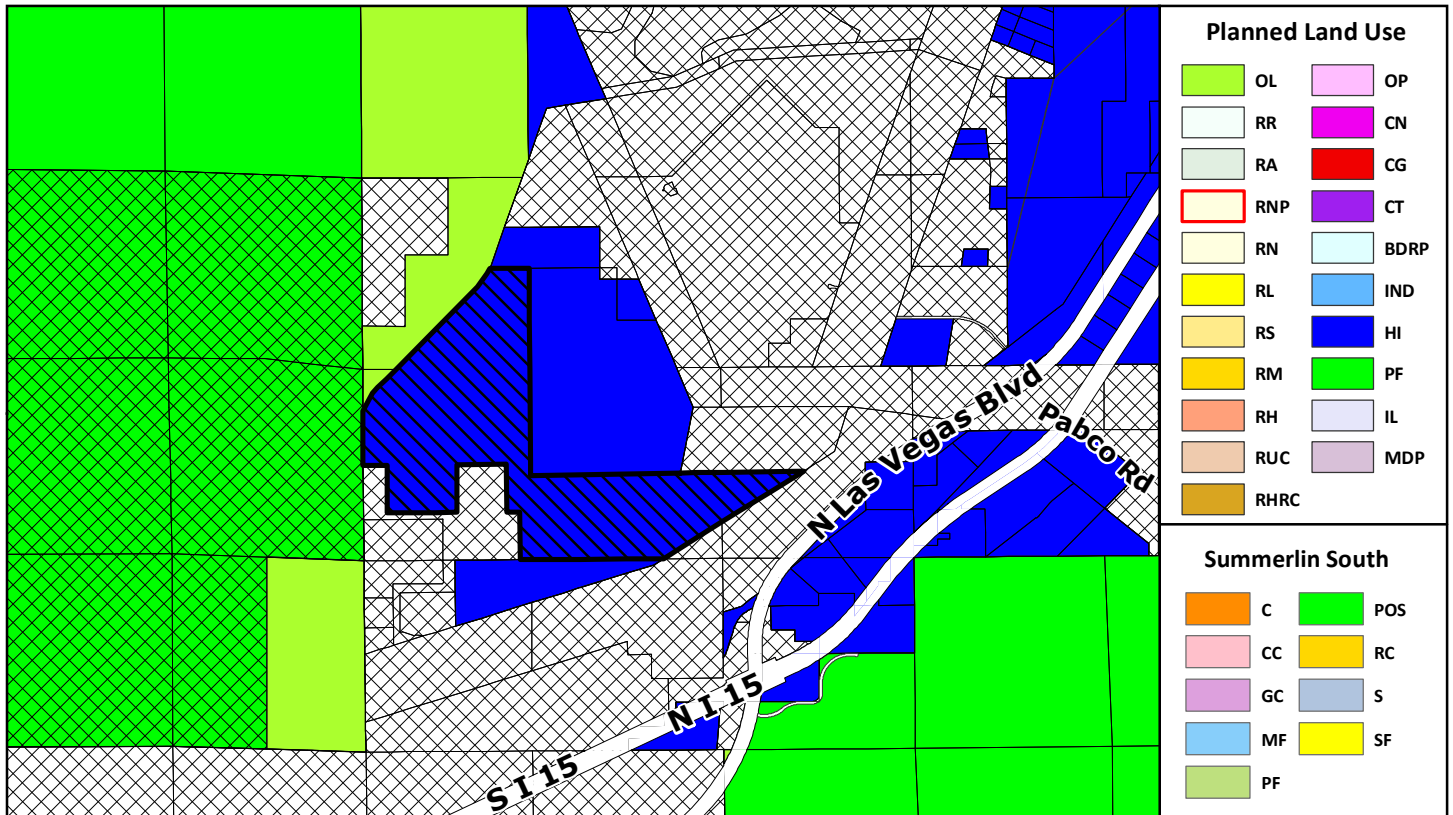 N Las Vegas Blvd
Pabco Rd
N I 15
S I 15
Planned Land Use
OL OP
RR CN
RA CG
RNP CT
RN BDRP
RL IND
RS HI
RM PF
RH IL
RUC MDP
RHRC
Summerlin South
C POS
CC RC
GC S
MF SF
PF